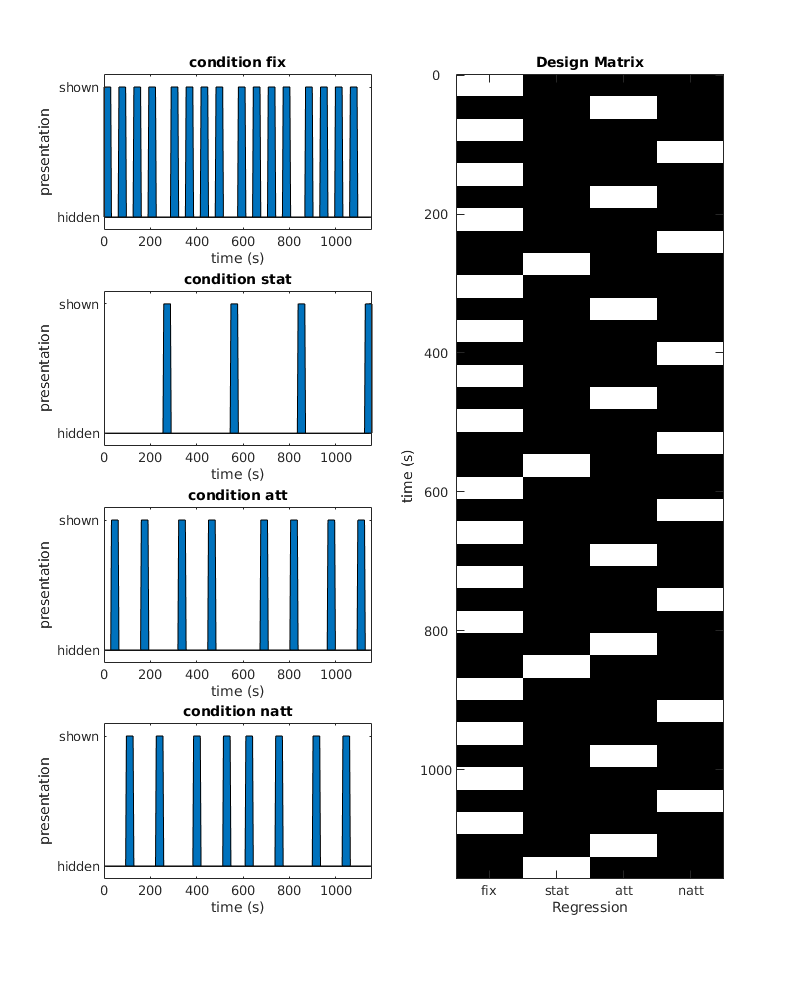 condition fix
shown
presentation
hidden
0 200 400 600 800 1000
time (s)
condition stat
shown
presentation
hidden
0 200 400 600 800 1000
time (s)
condition att
shown
presentation
hidden
0 200 400 600 800 1000
time (s)
condition natt
shown
presentation
hidden
0 200 400 600 800 1000
time (s)
Design Matrix
0
200
400
time (s)
600
800
1000
fix stat att natt
Regression